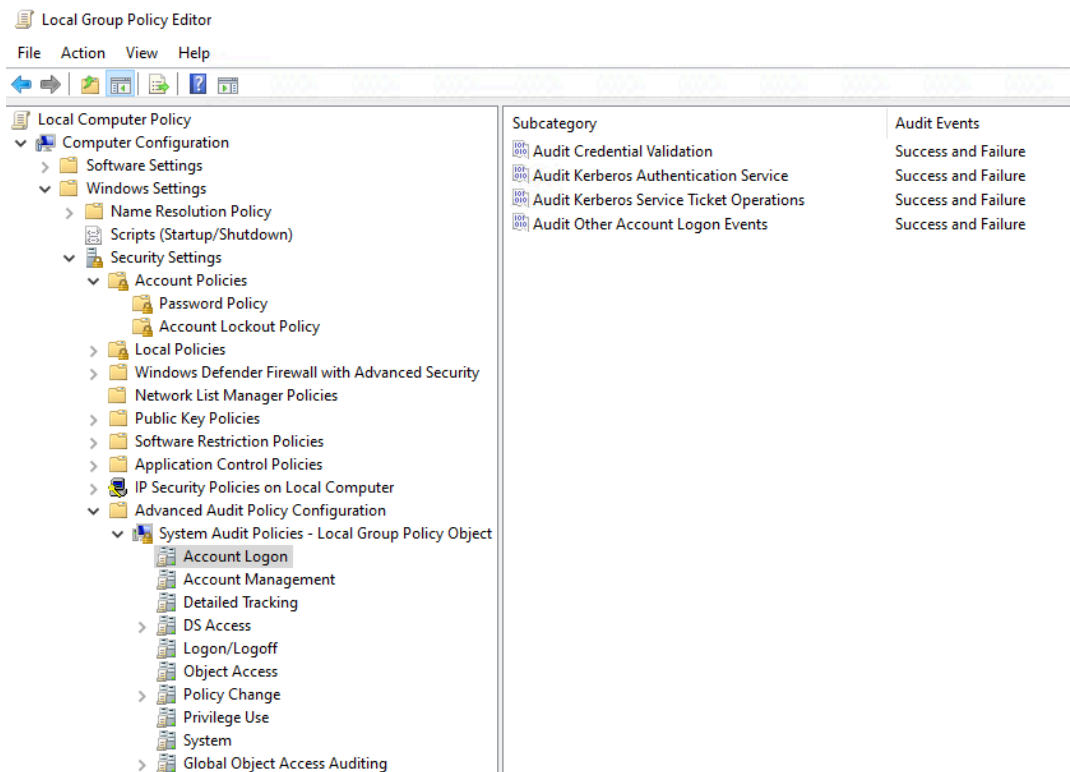 Local Group Policy Editor
File Action View Help
Local Computer Policy
Computer Configuration
Software Settings
Windows Settings
Name Resolution Policy
Scripts (Startup/Shutdown)
Security Settings
Account Policies
Password Policy
Account Lockout Policy
Local Policies
Windows Defender Firewall with Advanced Security
Network List Manager Policies
Public Key Policies
Software Restriction Policies
Application Control Policies
IP Security Policies on Local Computer
Advanced Audit Policy Configuration
System Audit Policies - Local Group Policy Object
Account Logon
Account Management
Detailed Tracking
DS Access
Logon/Logoff
Object Access
Policy Change
Privilege Use
System
Global Object Access Auditing
Subcategory Audit Events
Audit Credential Validation Success and Failure
Audit Kerberos Authentication Service Success and Failure
Audit Kerberos Service Ticket Operations Success and Failure
Audit Other Account Logon Events Success and Failure